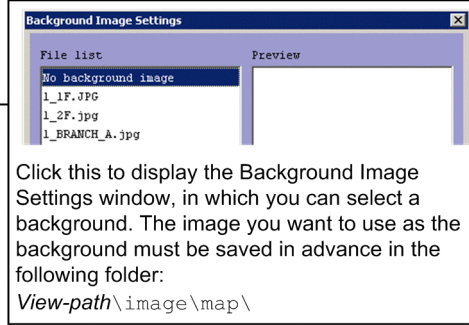 Background Image Settings
File list Preview
No background image
1_1F.JPG
1_2F.jpg
1_BRANCH_A.jpg
Click this to display the Background Image
Settings window, in which you can select a
background. The image you want to use as the
background must be saved in advance in the
following folder:
View-path\image\map\